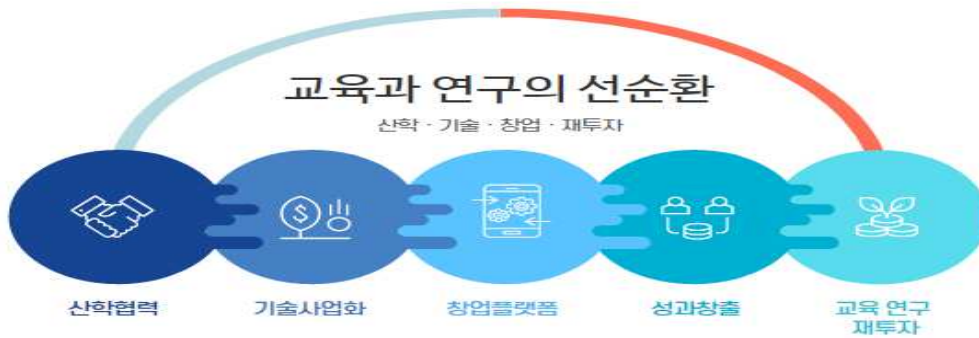 교육과 연구의 선순환
산학 · 기술 · 창업 · 재투자
산학협력
기술사업화
창업플랫폼
성과창출
교육 연구
재투자